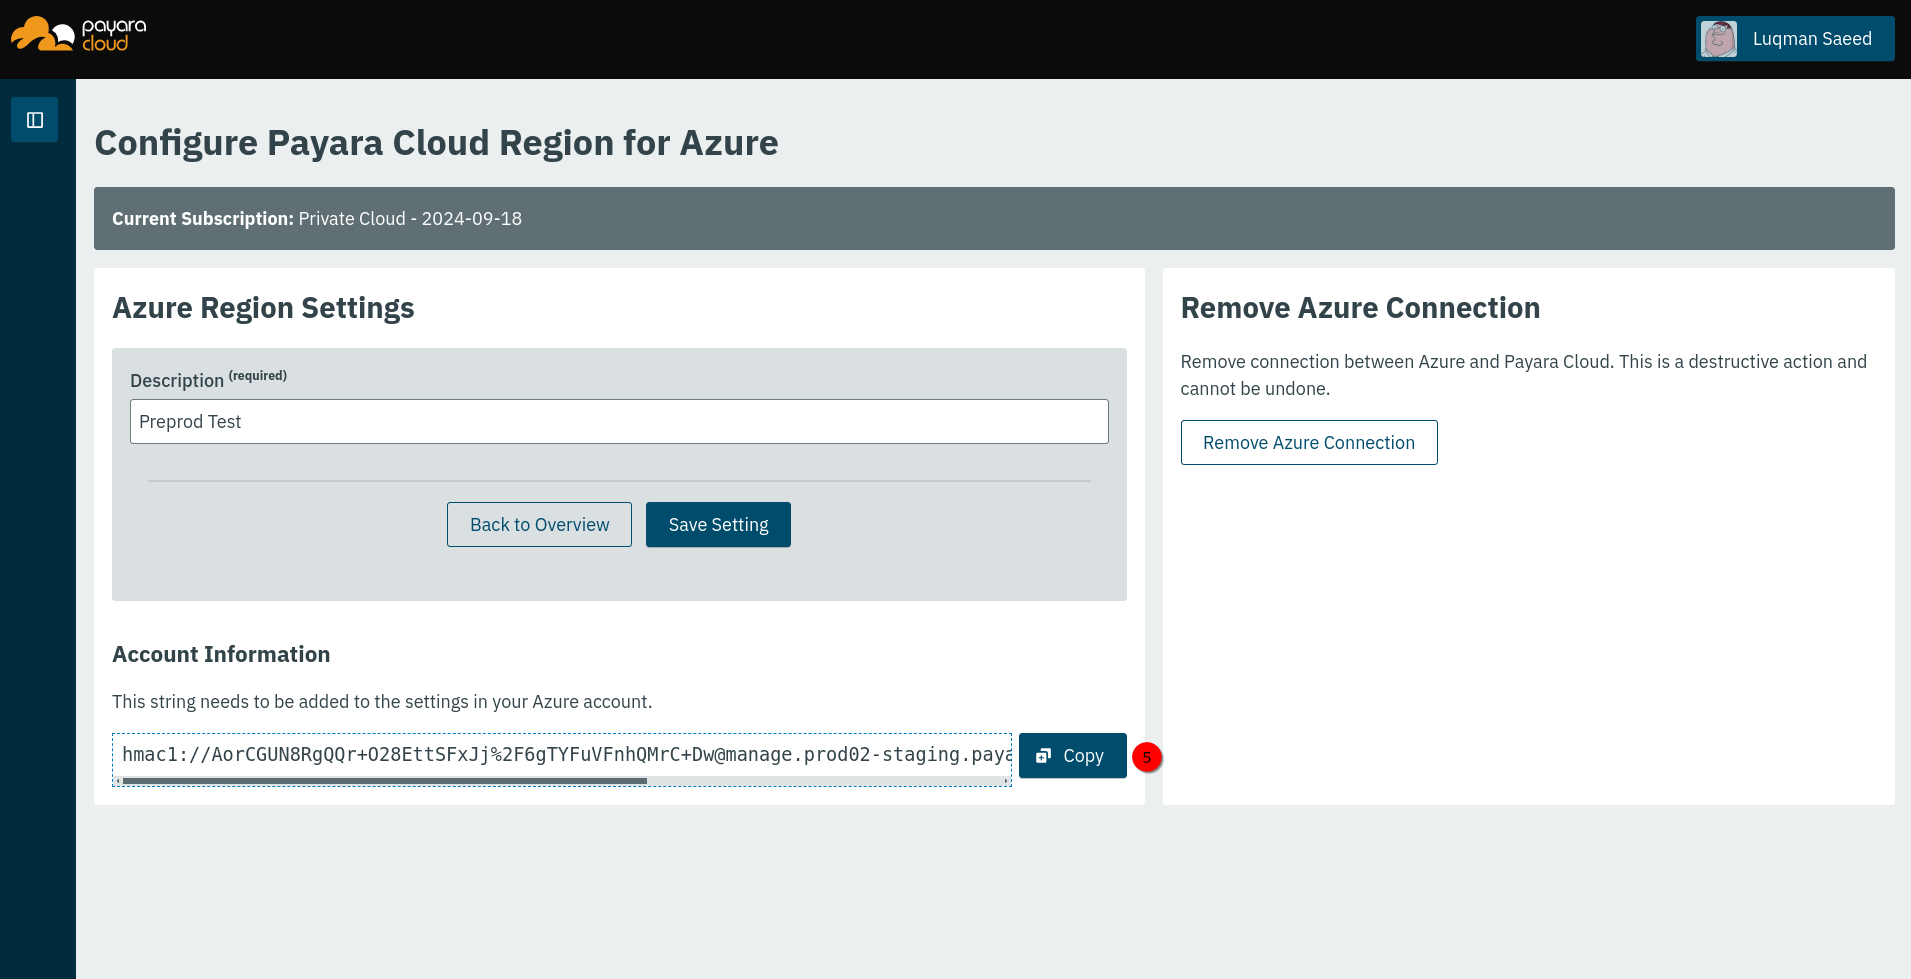 payara
cloud
Luqman Saeed
Configure Payara Cloud Region for Azure
Current Subscription: Private Cloud - 2024-09-18
Azure Region Settings
Description (required)
Preprod Test
Back to Overview
Save Setting
Account Information
This string needs to be added to the settings in your Azure account.
hmac1://AorCGUN8RgQQr+O28EttSFxJj%2F6gTYFuVFnhQMrC+Dw@manage.prod02-staging.paya
Copy
5
Remove Azure Connection
Remove connection between Azure and Payara Cloud. This is a destructive action and
cannot be undone.
Remove Azure Connection